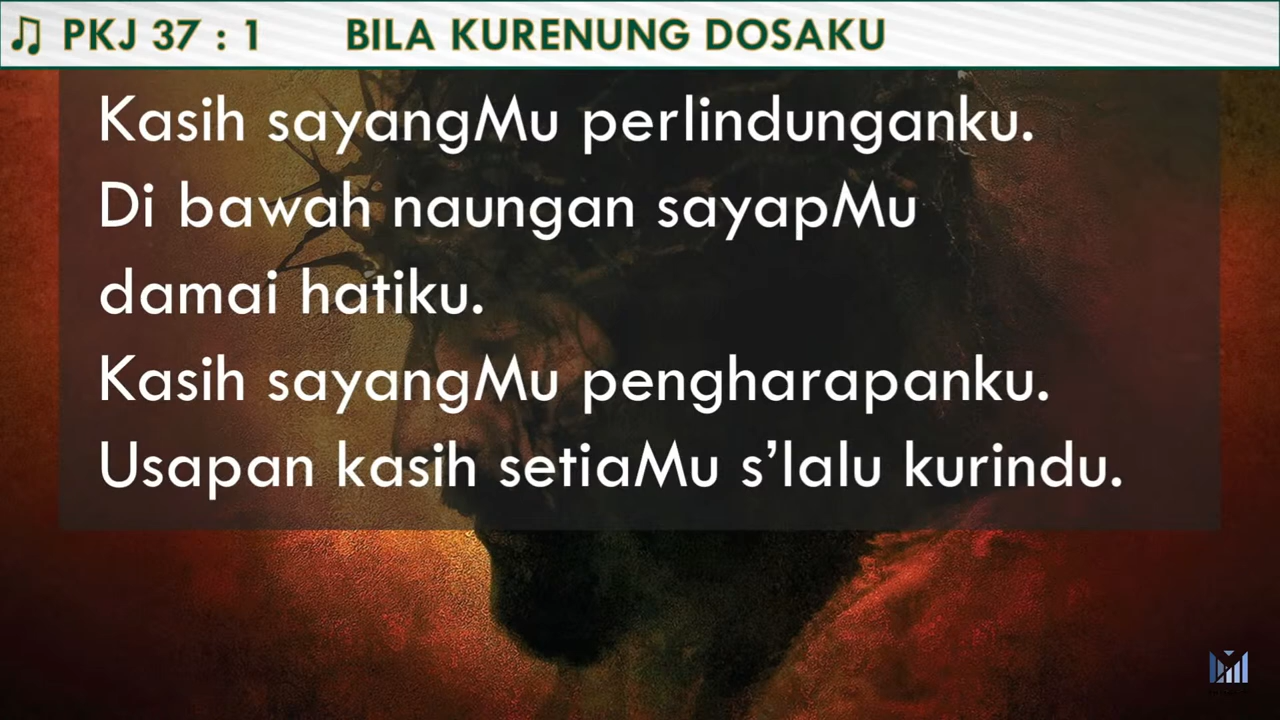 ♫ PKJ 37 : 1 BILA KURENUNG DOSAKU
Kasih sayangMu perlindunganku.
Di bawah naungan sayapMu
damai hatiku.
Kasih sayangMu pengharapanku.
Usapan kasih setiaMu s’lalu kurindu.